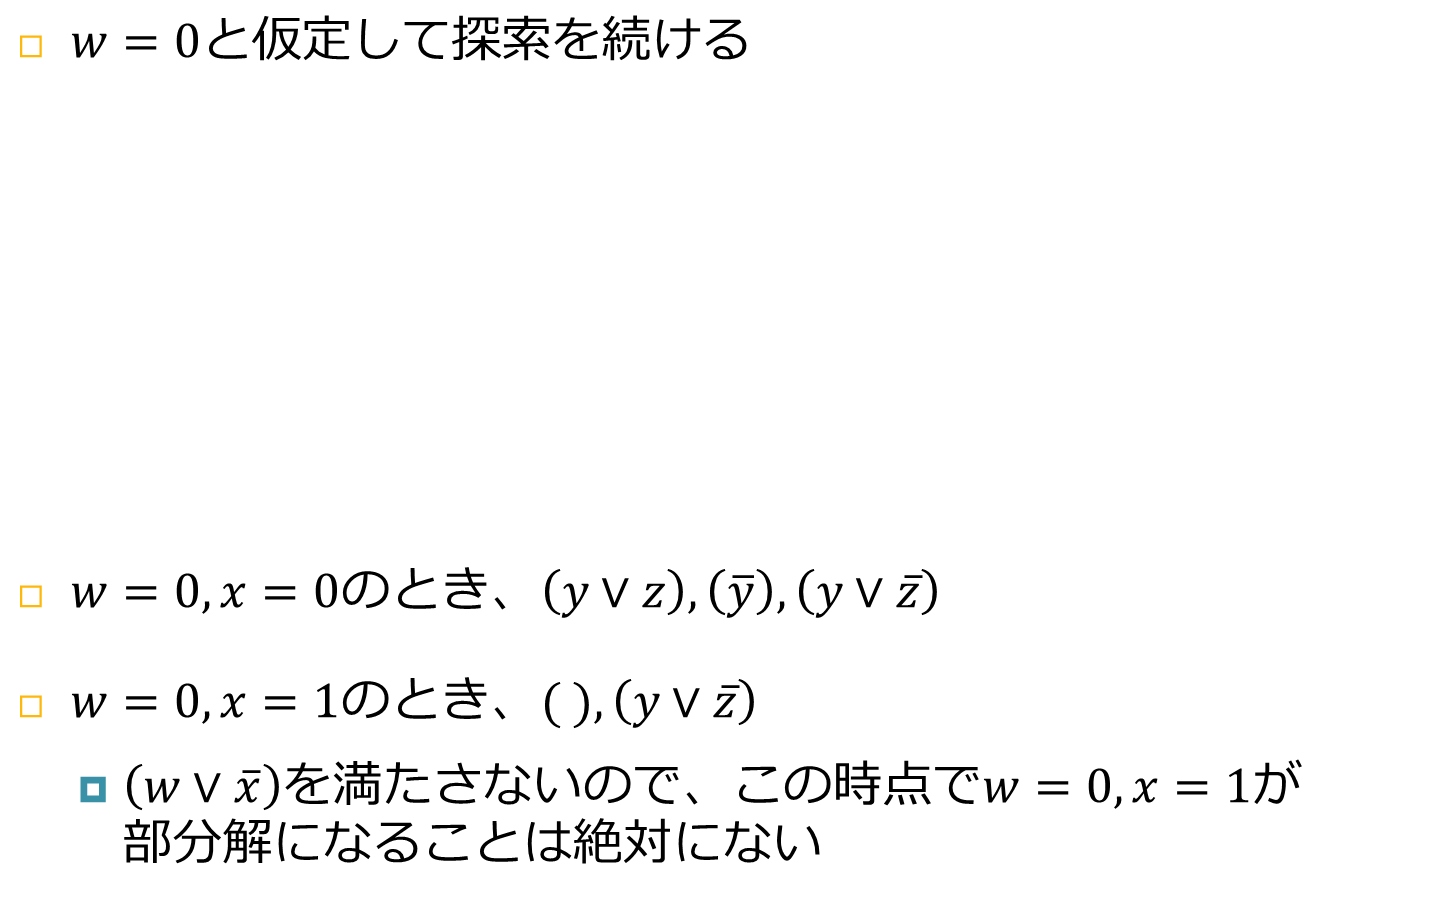 w = 0と仮定して探索を続ける
w = 0, x = 0のとき、(y ∨ z), (y̅), (y ∨ z̅)
w = 0, x = 1のとき、( ), (y ∨ z̅)
(w ∨ x̅)を満たさないので、この時点でw = 0, x = 1が
部分解になることは絶対にない